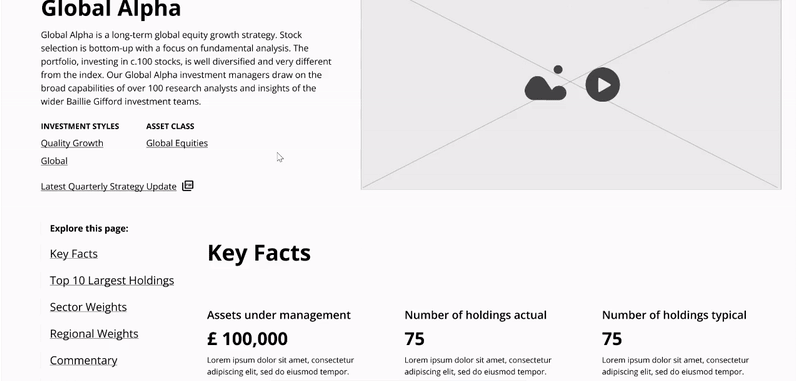 Global Alpha
Global Alpha is a long-term global equity growth strategy. Stock
selection is bottom-up with a focus on fundamental analysis. The
portfolio, investing in c.100 stocks, is well diversified and very different
from the index. Our Global Alpha investment managers draw on the
broad capabilities of over 100 research analysts and insights of the
wider Baillie Gifford investment teams.
INVESTMENT STYLES ASSET CLASS
Quality Growth Global Equities
Global
Latest Quarterly Strategy Update
Explore this page:
Key Facts
Top 10 Largest Holdings
Sector Weights
Regional Weights
Commentary
Key Facts
Assets under management
£ 100,000
Lorem ipsum dolor sit amet, consectetur
adipiscing elit, sed do eiusmod tempor.
Number of holdings actual
75
Lorem ipsum dolor sit amet, consectetur
adipiscing elit, sed do eiusmod tempor.
Number of holdings typical
75
Lorem ipsum dolor sit amet, consectetur
adipiscing elit, sed do eiusmod tempor.